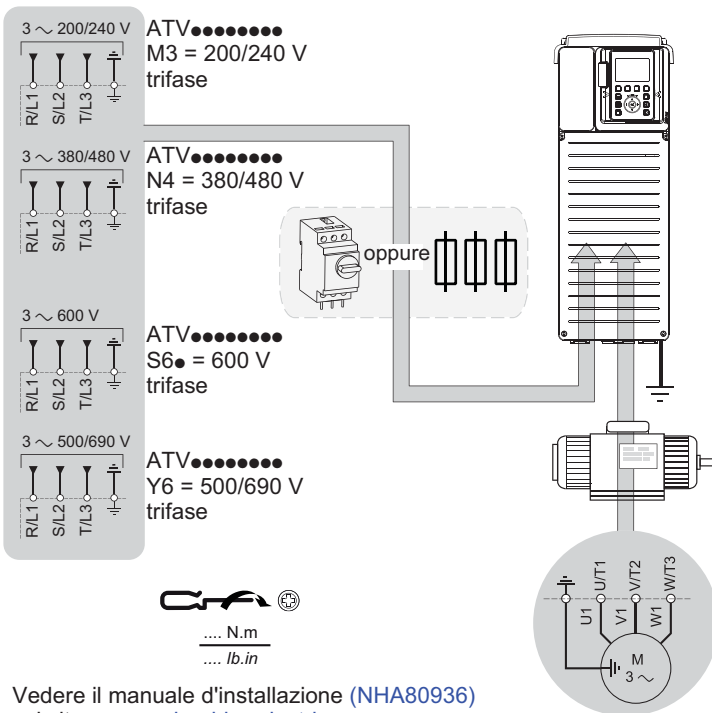 3 ∼ 200/240 V
R/L1 S/L2 T/L3
ATV●●●●●●●●
M3 = 200/240 V
trifase
3 ∼ 380/480 V
R/L1 S/L2 T/L3
ATV●●●●●●●●
N4 = 380/480 V
trifase
oppure
3 ∼ 600 V
R/L1 S/L2 T/L3
ATV●●●●●●●●
S6● = 600 V
trifase
3 ∼ 500/690 V
R/L1 S/L2 T/L3
ATV●●●●●●●●
Y6 = 500/690 V
trifase
U/T1 V/T2 W/T3
U1 V1 W1
M
3 ∼
.... N.m
.... lb.in
Vedere il manuale d'installazione (NHA80936)